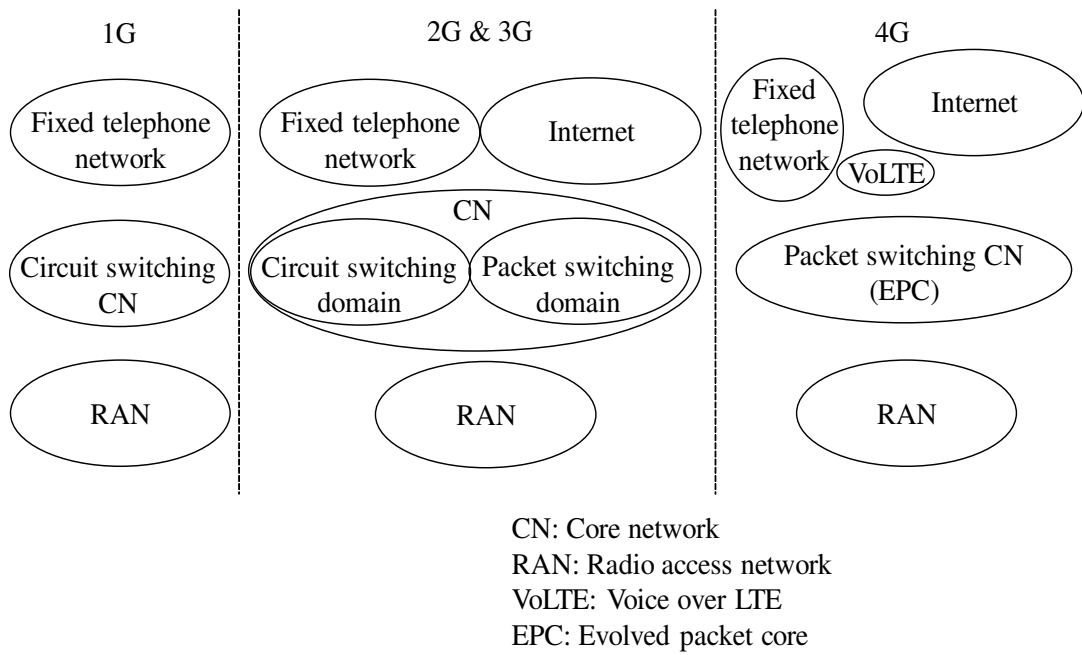 1G
2G & 3G
4G
Fixed telephone
network
Fixed telephone
network
Internet
Fixed
telephone
network
Internet
VoLTE
Circuit switching
CN
CN
Circuit switching
domain
Packet switching
domain
Packet switching CN
(EPC)
RAN
RAN
RAN
CN: Core network
RAN: Radio access network
VoLTE: Voice over LTE
EPC: Evolved packet core